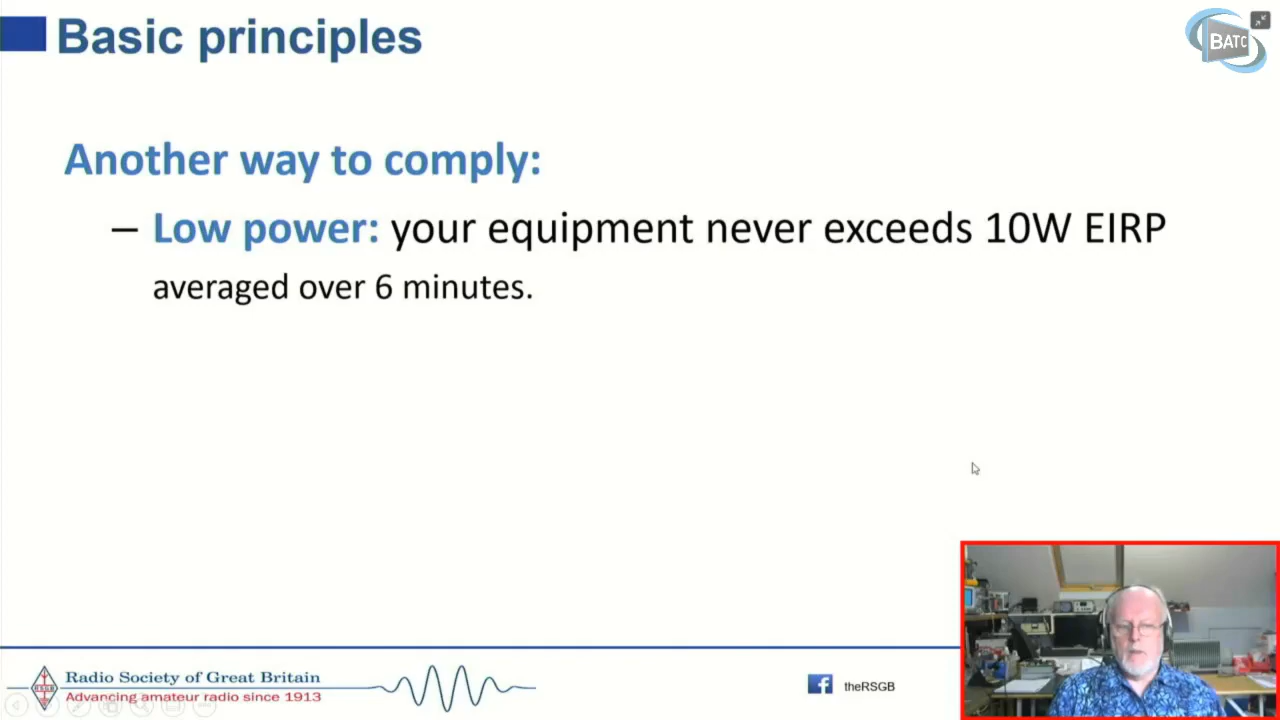 Basic principles
BATC
Another way to comply:
– Low power: your equipment never exceeds 10W EIRP
averaged over 6 minutes.
RSGB
Radio Society of Great Britain
Advancing amateur radio since 1913
theRSGB